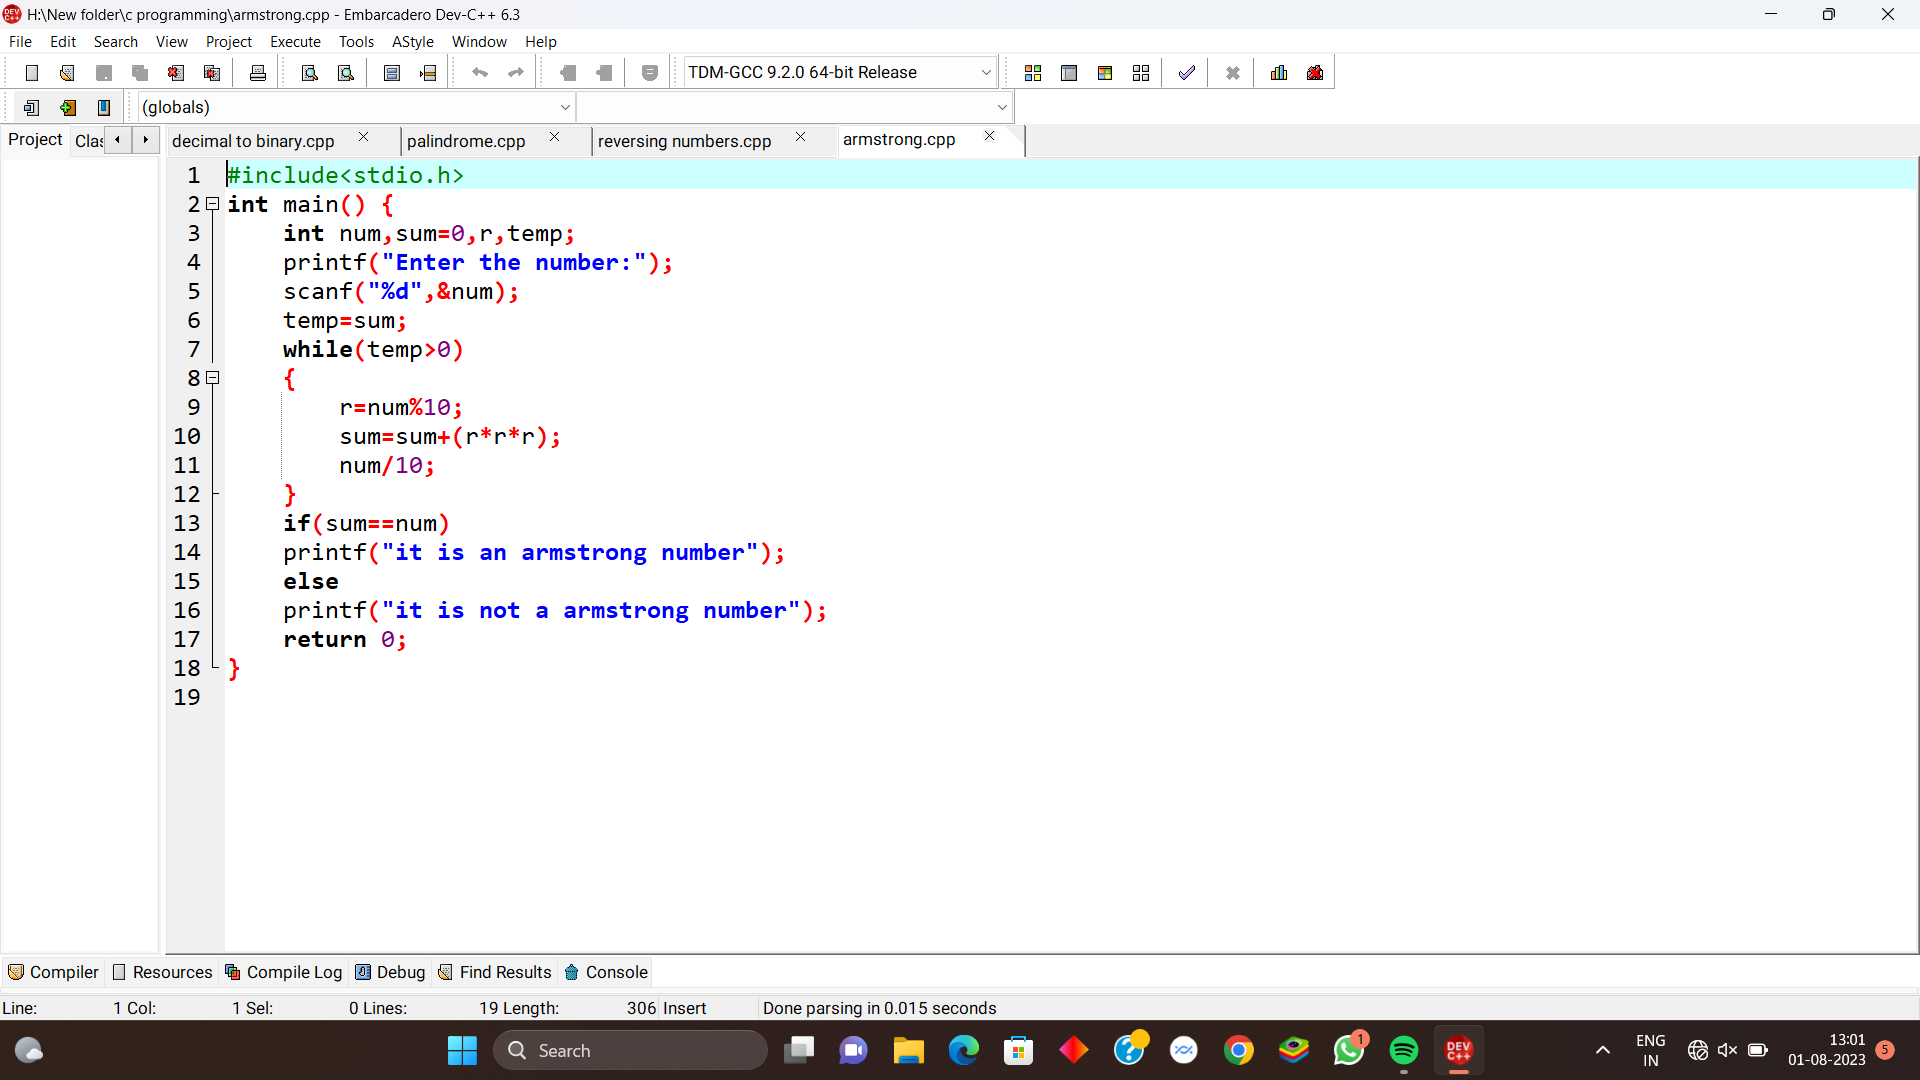 H:\New folder\c programming\armstrong.cpp - Embarcadero Dev-C++ 6.3
File Edit Search View Project Execute Tools AStyle Window Help
TDM-GCC 9.2.0 64-bit Release
(globals)
Project Clas decimal to binary.cpp palindrome.cpp reversing numbers.cpp armstrong.cpp
1 #include<stdio.h>
2 int main() {
3 int num,sum=0,r,temp;
4 printf("Enter the number:");
5 scanf("%d",&num);
6 temp=sum;
7 while(temp>0)
8 {
9 r=num%10;
10 sum=sum+(r*r*r);
11 num/10;
12 }
13 if(sum==num)
14 printf("it is an armstrong number");
15 else
16 printf("it is not a armstrong number");
17 return 0;
18 }
19
Compiler Resources Compile Log Debug Find Results Console
Line: 1 Col: 1 Sel: 0 Lines: 19 Length: 306 Insert Done parsing in 0.015 seconds
Search 1 DEV C++ ENG 13:01
IN 01-08-2023 5